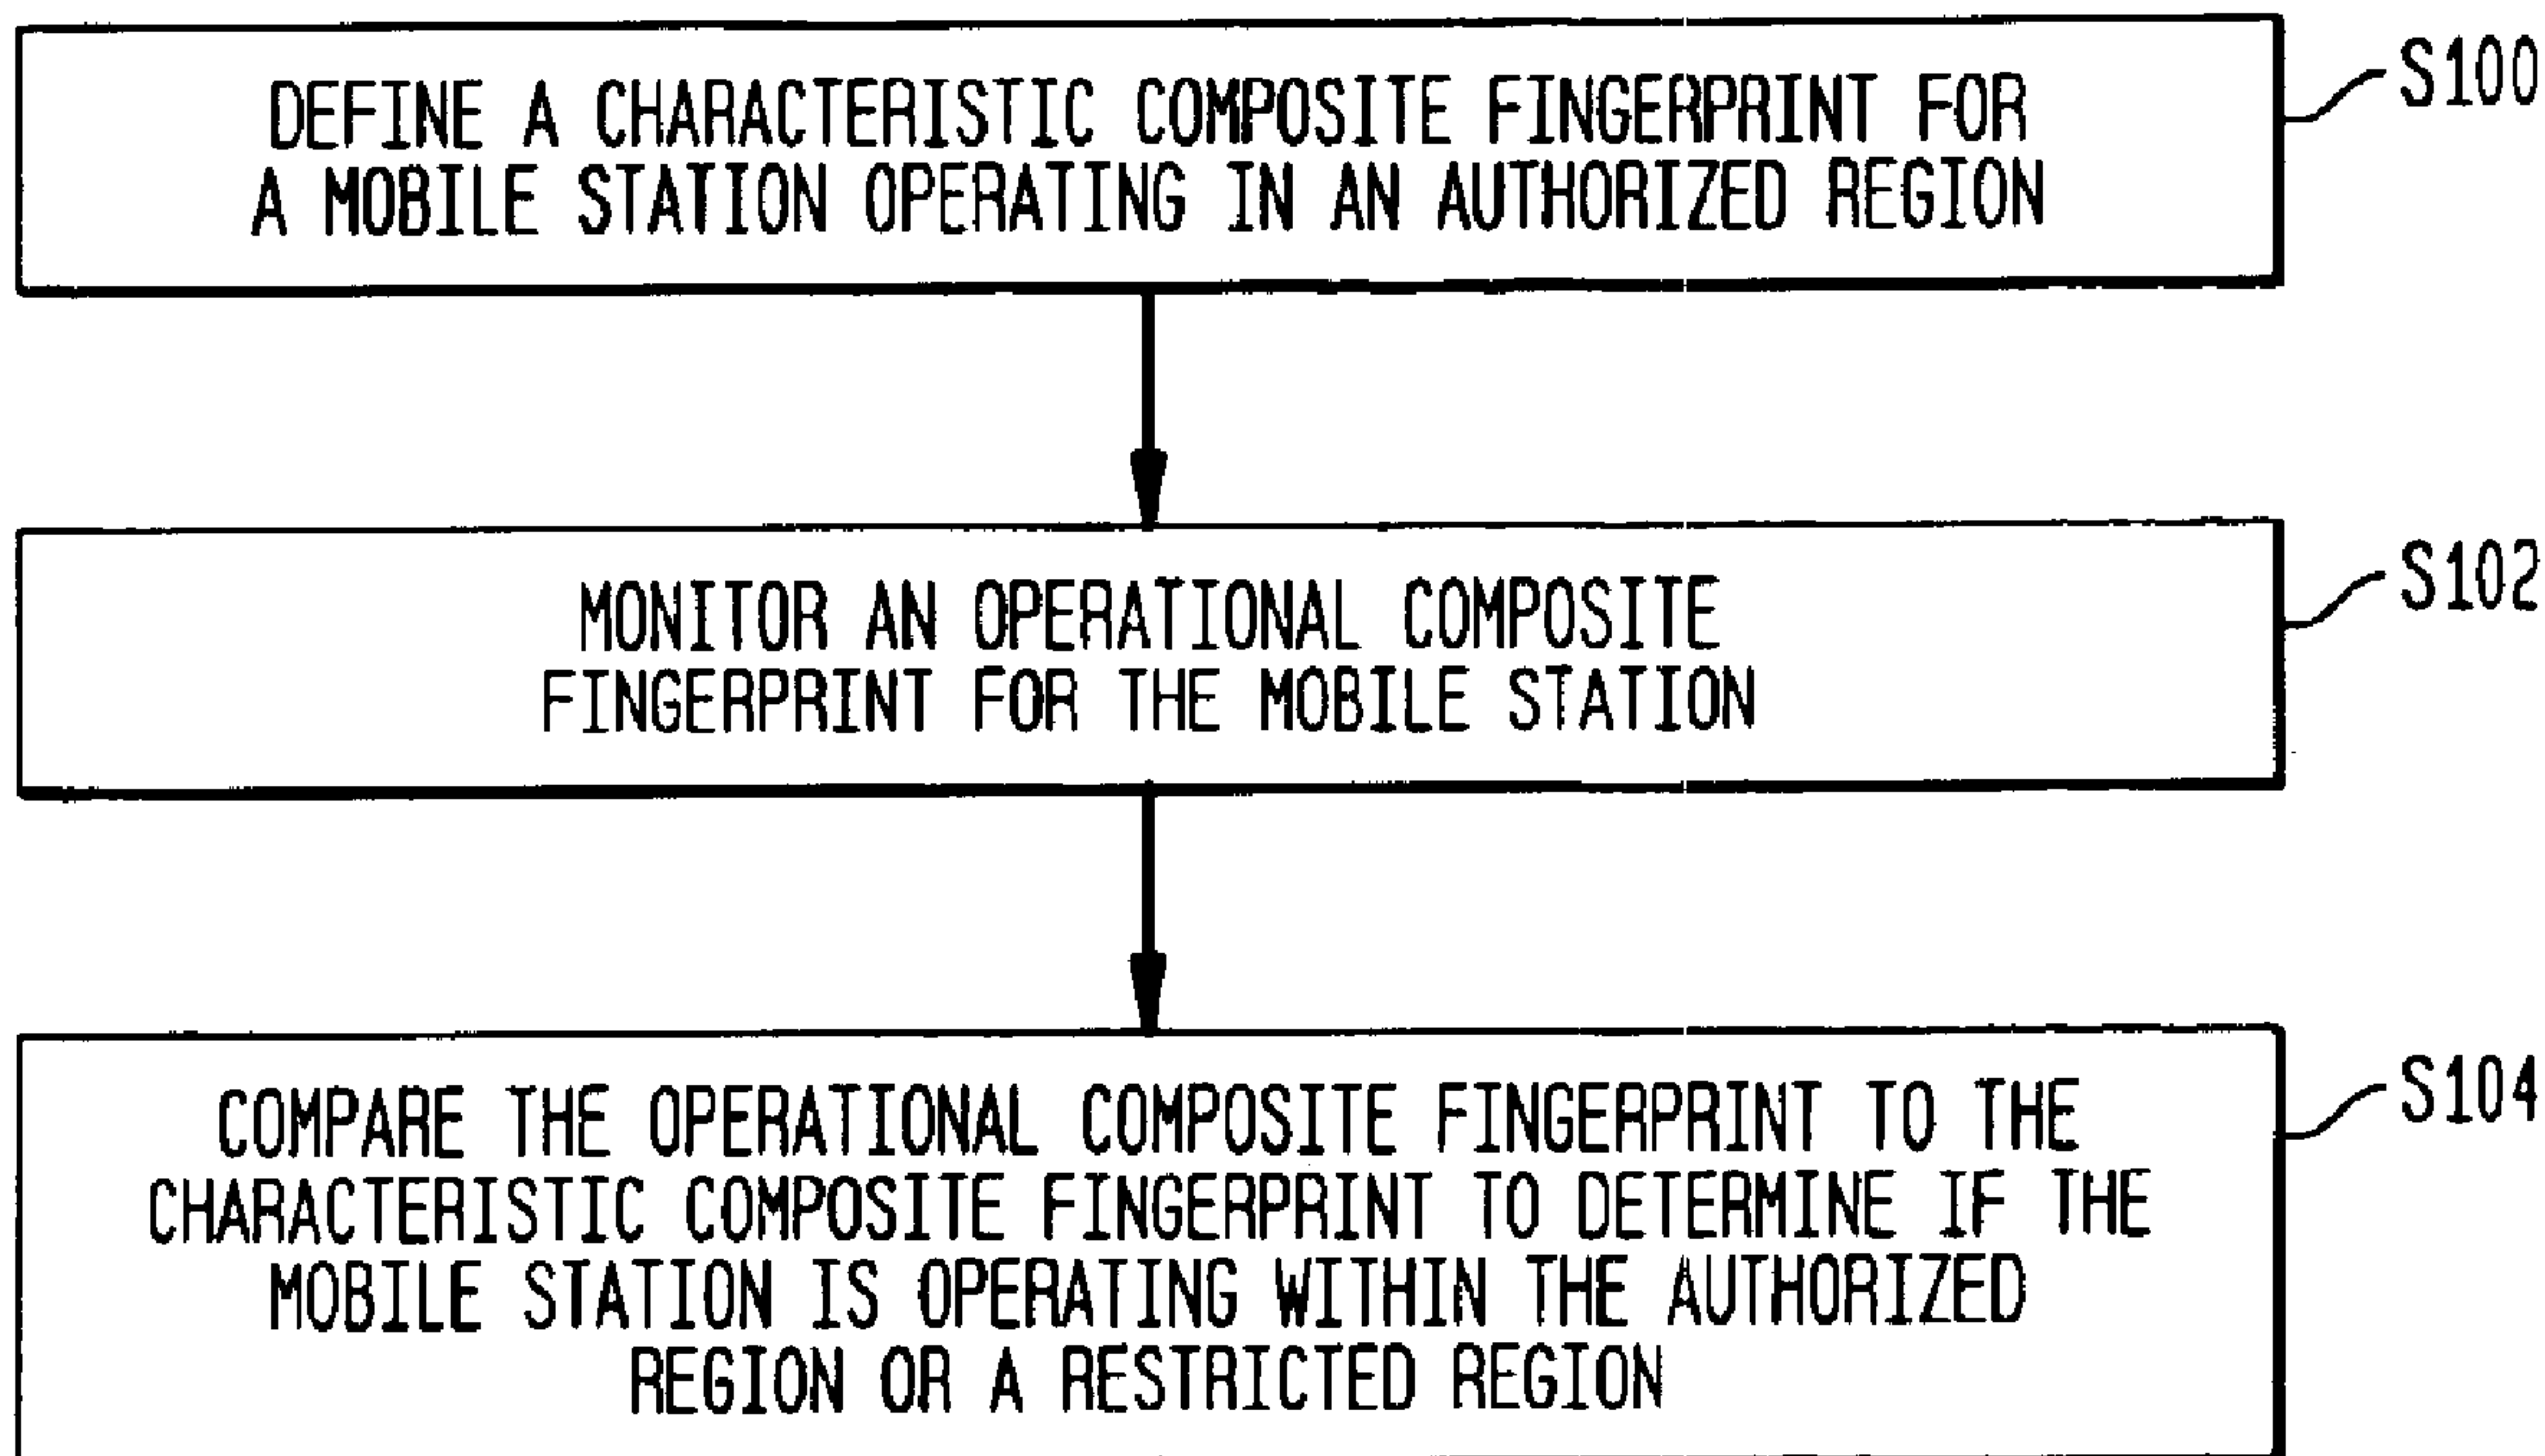 DEFINE A CHARACTERISTIC COMPOSITE FINGERPRINT FOR
A MOBILE STATION OPERATING IN AN AUTHORIZED REGION
S100
MONITOR AN OPERATIONAL COMPOSITE
FINGERPRINT FOR THE MOBILE STATION
S102
COMPARE THE OPERATIONAL COMPOSITE FINGERPRINT TO THE
CHARACTERISTIC COMPOSITE FINGERPRINT TO DETERMINE IF THE
MOBILE STATION IS OPERATING WITHIN THE AUTHORIZED
REGION OR A RESTRICTED REGION
S104